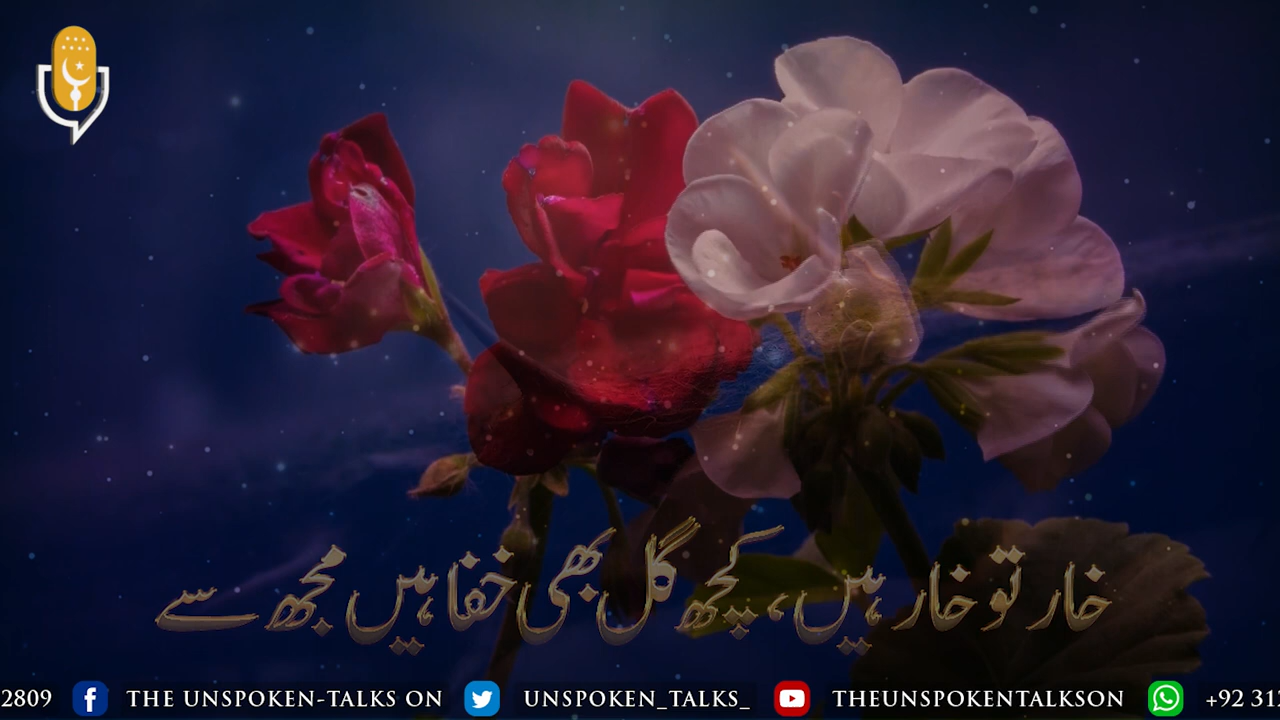 خار تو خار ہیں، کچھ گل بھی خفا ہیں مجھ سے
2809 THE UNSPOKEN-TALKS ON UNSPOKEN_TALKS_ THEUNSPOKENTALKSON +92 31